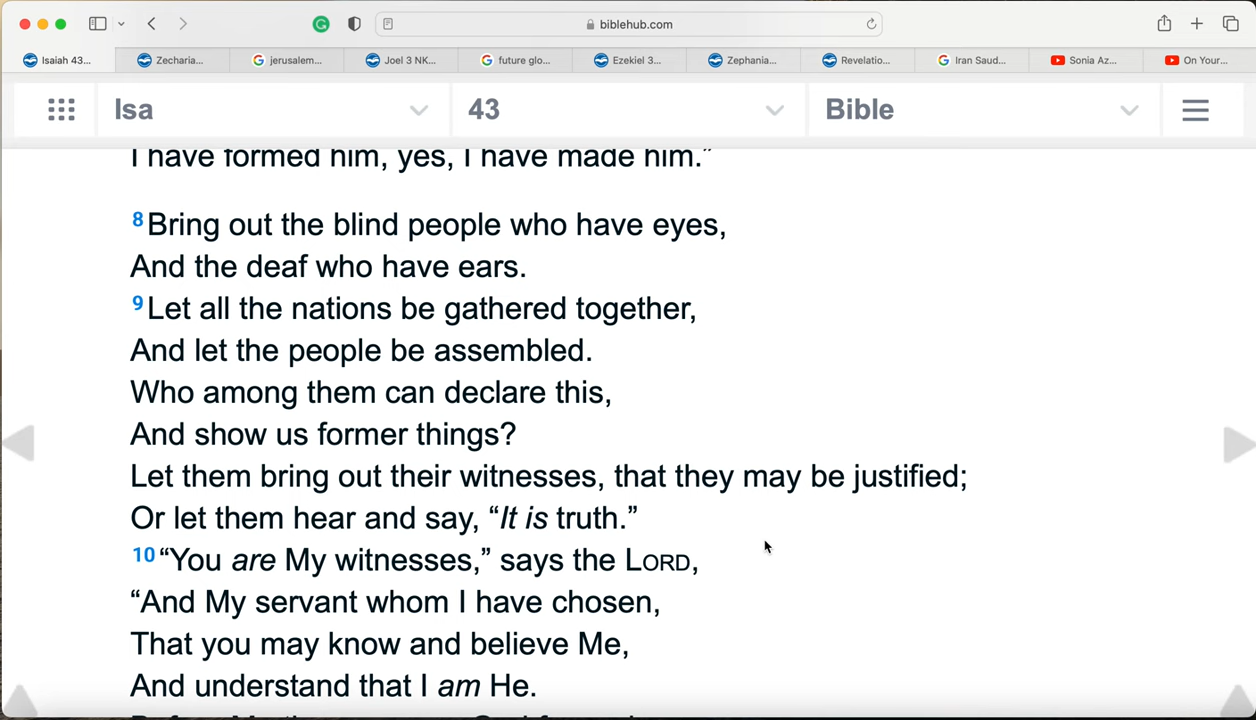 biblehub.com
Isaiah 43...
Zecharia...
jerusalem...
Joel 3 NK...
future glo...
Ezekiel 3...
Zephania...
Revelatio...
Iran Saud...
Sonia Az...
On Your...
Isa
43
Bible
I have formed him, yes, I have made him.”
8 Bring out the blind people who have eyes,
And the deaf who have ears.
9 Let all the nations be gathered together,
And let the people be assembled.
Who among them can declare this,
And show us former things?
Let them bring out their witnesses, that they may be justified;
Or let them hear and say, “It is truth.”
10 “You are My witnesses,” says the LORD,
“And My servant whom I have chosen,
That you may know and believe Me,
And understand that I am He.